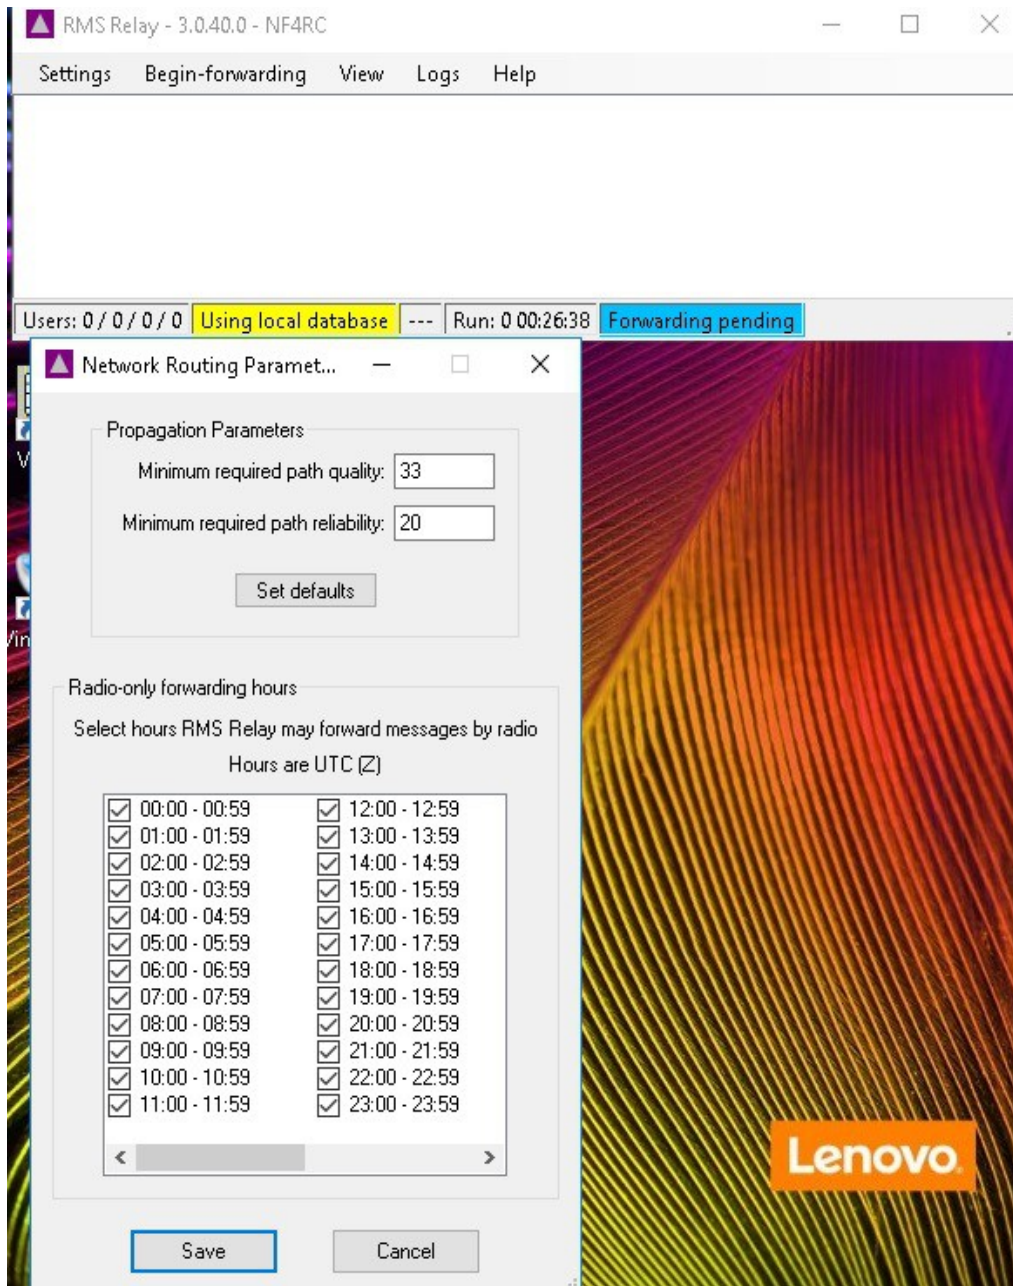 RMS Relay - 3.0.40.0 - NF4RC
Settings Begin-forwarding View Logs Help
Users: 0 / 0 / 0 / 0 Using local database --- Run: 0 00:26:38 Forwarding pending
Network Routing Paramet...
Propagation Parameters
Minimum required path quality: 33
Minimum required path reliability: 20
Set defaults
Radio-only forwarding hours
Select hours RMS Relay may forward messages by radio
Hours are UTC (Z)
00:00 - 00:59 12:00 - 12:59
01:00 - 01:59 13:00 - 13:59
02:00 - 02:59 14:00 - 14:59
03:00 - 03:59 15:00 - 15:59
04:00 - 04:59 16:00 - 16:59
05:00 - 05:59 17:00 - 17:59
06:00 - 06:59 18:00 - 18:59
07:00 - 07:59 19:00 - 19:59
08:00 - 08:59 20:00 - 20:59
09:00 - 09:59 21:00 - 21:59
10:00 - 10:59 22:00 - 22:59
11:00 - 11:59 23:00 - 23:59
Lenovo
Save Cancel